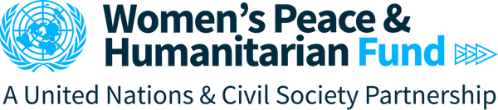 Women's Peace &
Humanitarian Fund
A United Nations & Civil Society Partnership